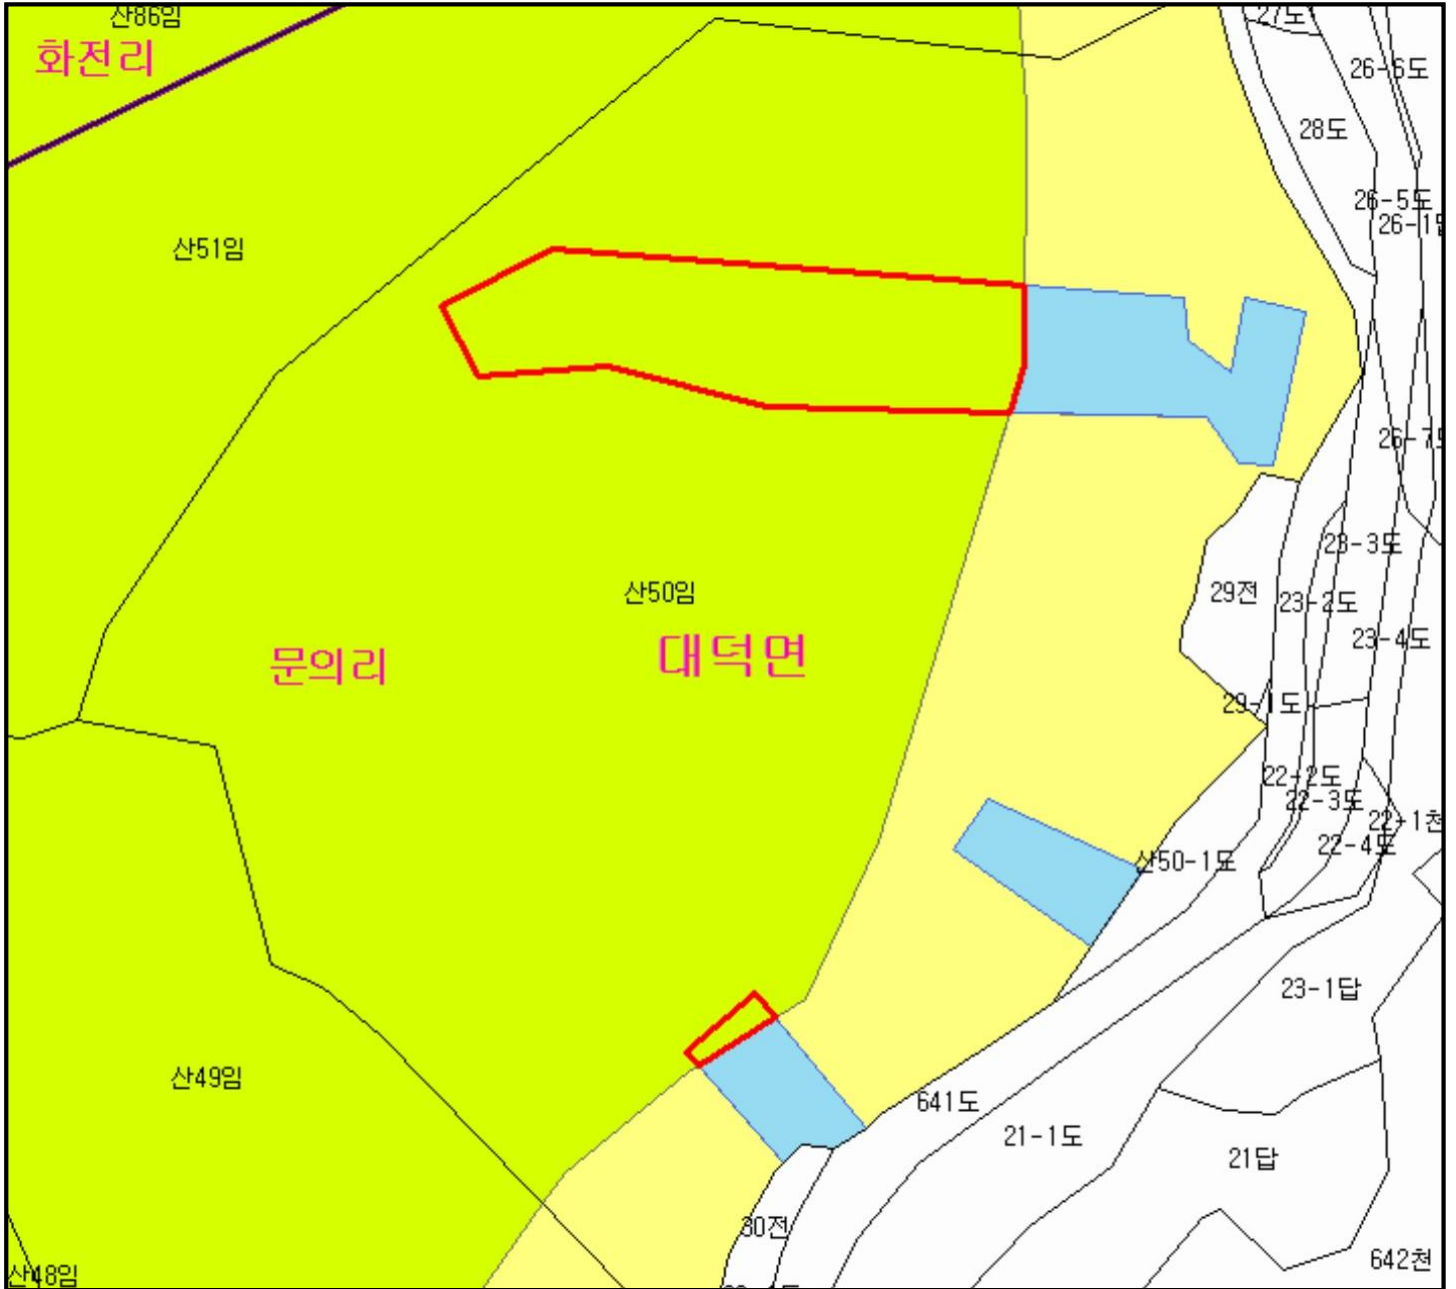 산86임
27도
화전리
26-6도
28도
26-5도
26-1답
산51임
26-7도
23-3도
산50임
29전
23-2도
23-4도
문의리
대덕면
29-1도
22-2도
22-3도
22-1천
22-4도
산50-1도
23-1답
산49임
641도
21-1도
21답
30전
642천
산48임